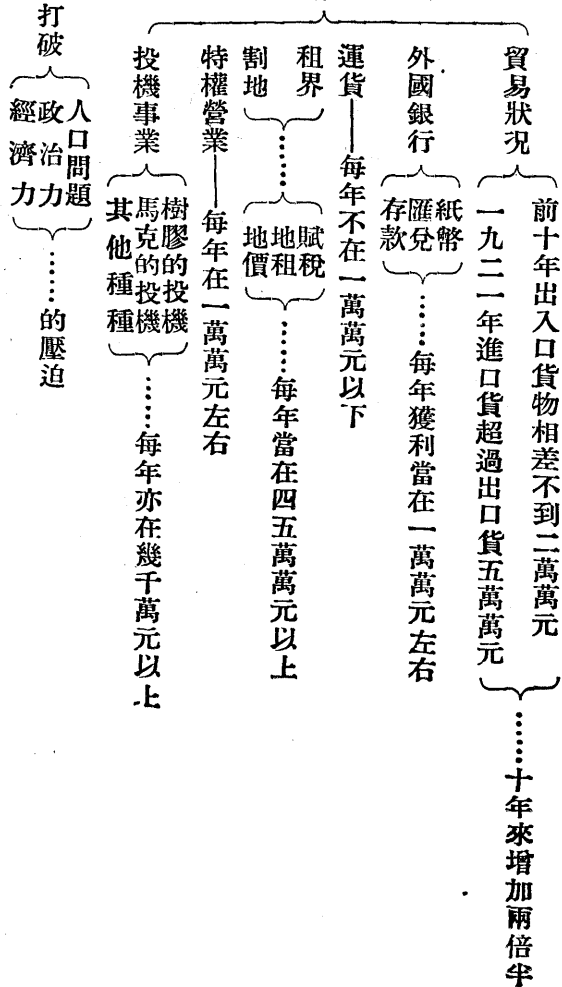 貿易狀況
前十年出入口貨物相差不到二萬萬元
一九二一年進口貨超過出口貨五萬萬元
……十年來增加兩倍半
外國銀行
紙幣
匯兌
存款
……每年獲利當在一萬萬元左右
運貨——每年不在一萬萬元以下
租界
割地
……
賦稅
地租
地價
……每年當在四五萬萬元以上
特權營業——每年在一萬萬元左右
投機事業
樹膠的投機
馬克的投機
其他種種
……每年亦在幾千萬元以上
打破
人口問題
政治力
經濟力
……的壓迫